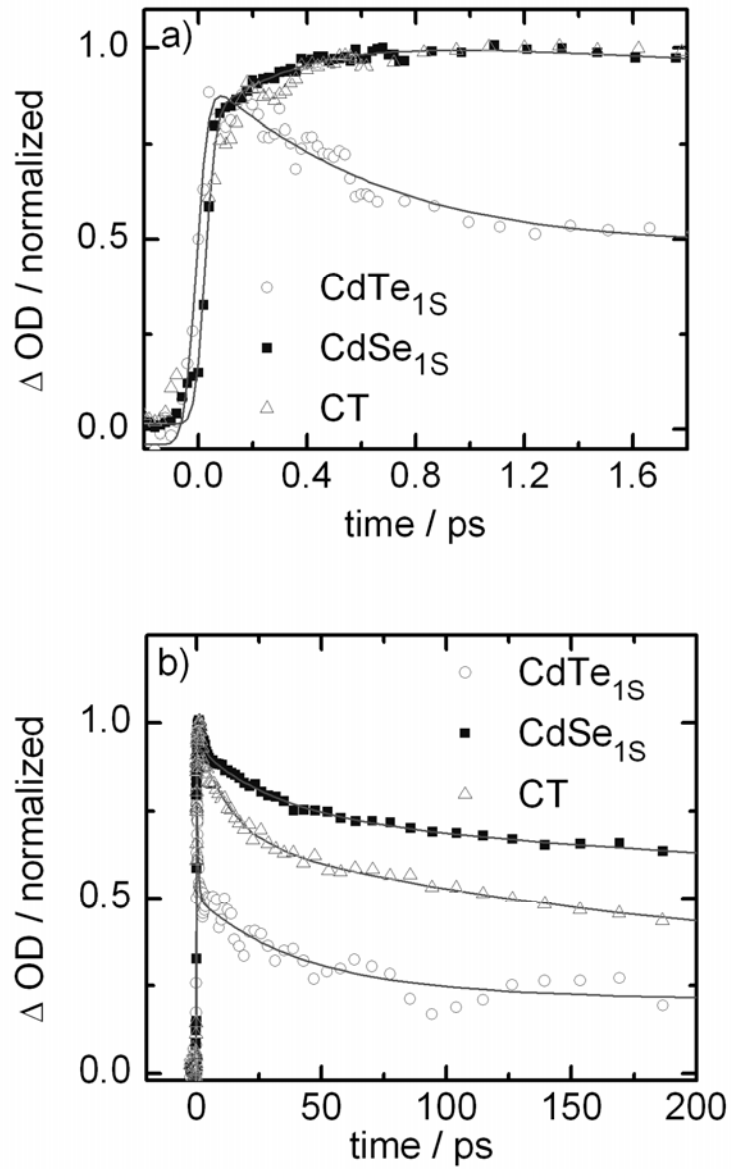 a)
1.0
0.5
0.0
Δ OD / normalized
CdTe1S
CdSe1S
CT
0.0 0.4 0.8 1.2 1.6
time / ps
b)
1.0
0.5
0.0
Δ OD / normalized
CdTe1S
CdSe1S
CT
0 50 100 150 200
time / ps